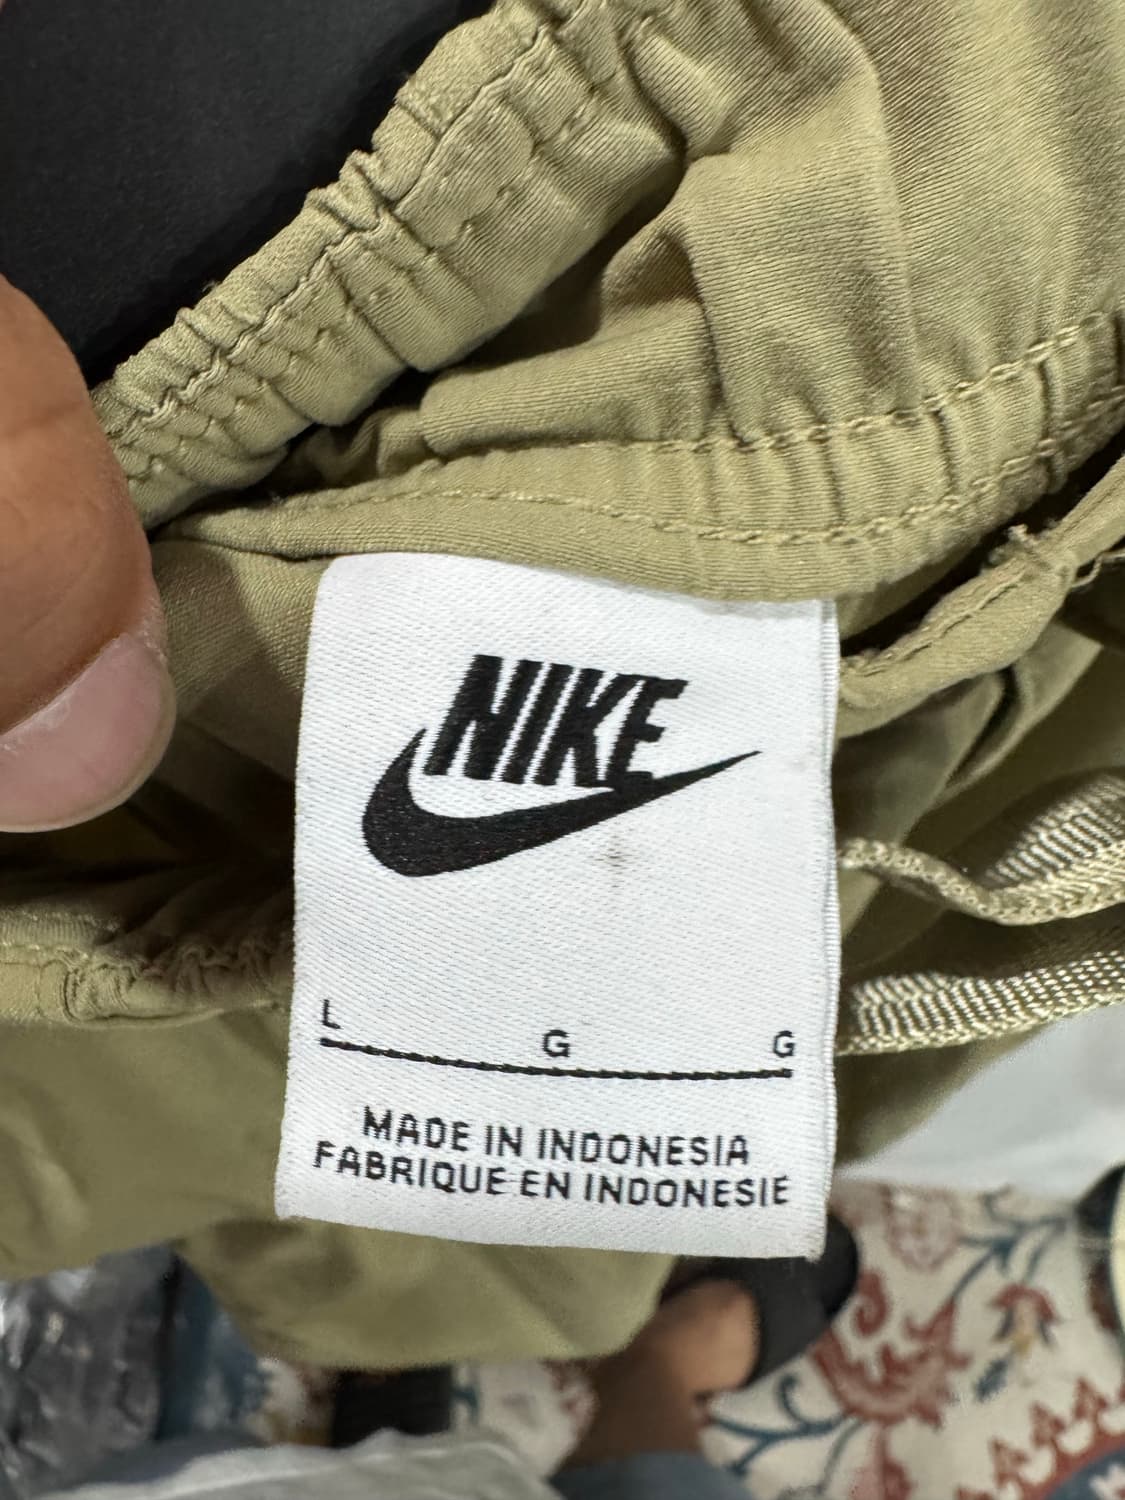 NIKE
L G G
MADE IN INDONESIA
FABRIQUE EN INDONESIE